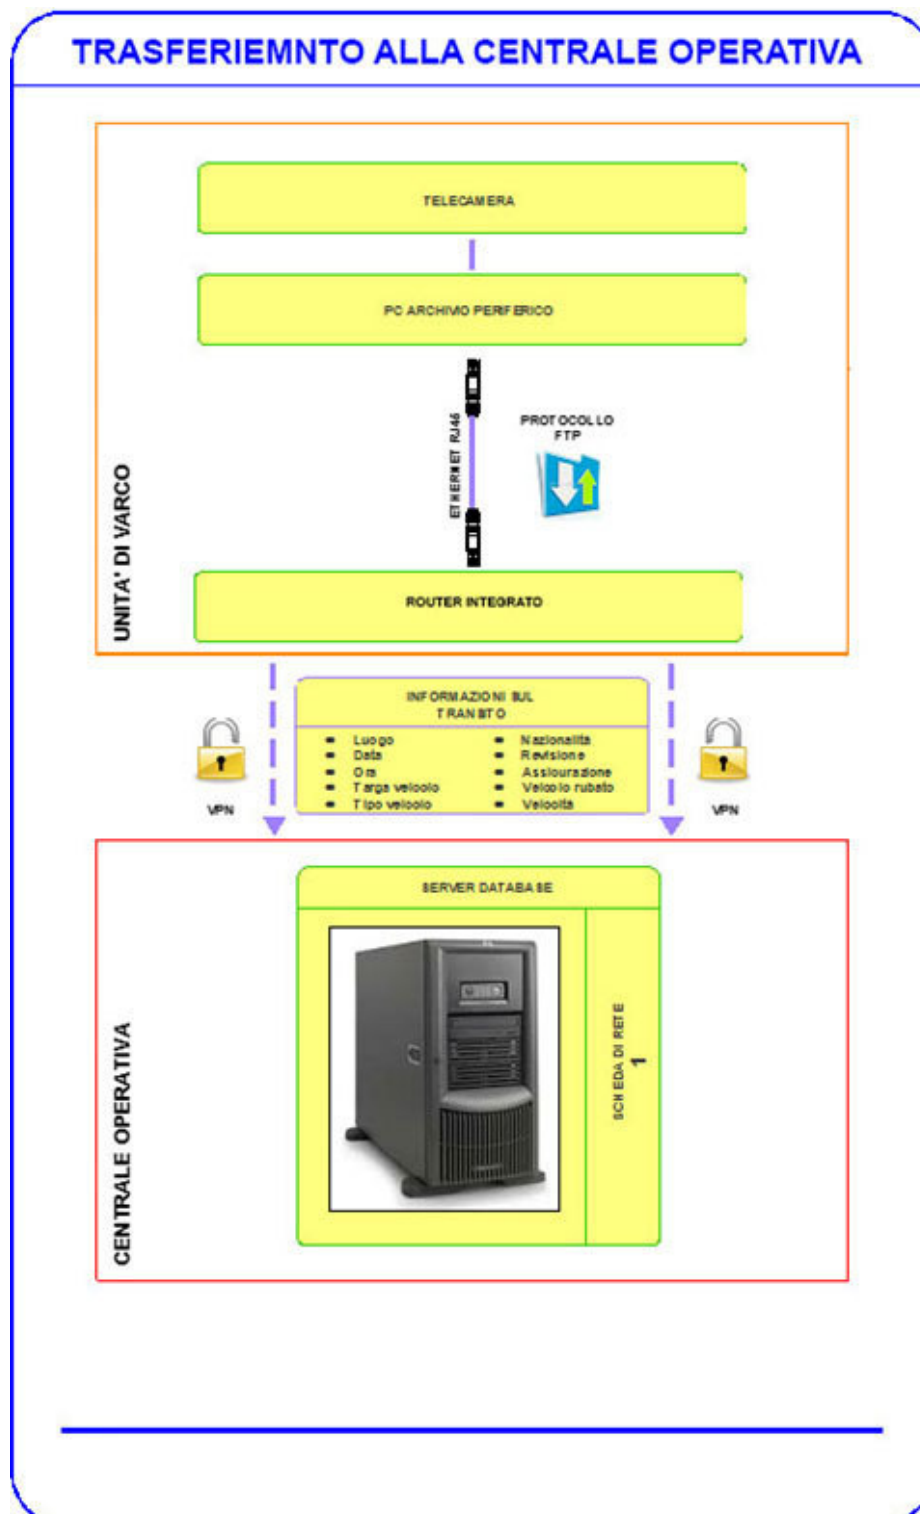 TRASFERIEMNTO ALLA CENTRALE OPERATIVA
TELECAMERA
PC ARCHIVIO PERIFERICO
ETHERNET RJ45
PROTOCOLLO
FTP
UNITA' DI VARCO
ROUTER INTEGRATO
INFORMAZIONI SUL
TRANSITO
Luogo
Data
Ora
Targa veicolo
Tipo veicolo
Nazionalità
Revisione
Assicurazione
Veicolo rubato
Velocità
VPN
VPN
SERVER DATABASE
SCHEDA DI RETE
1
CENTRALE OPERATIVA